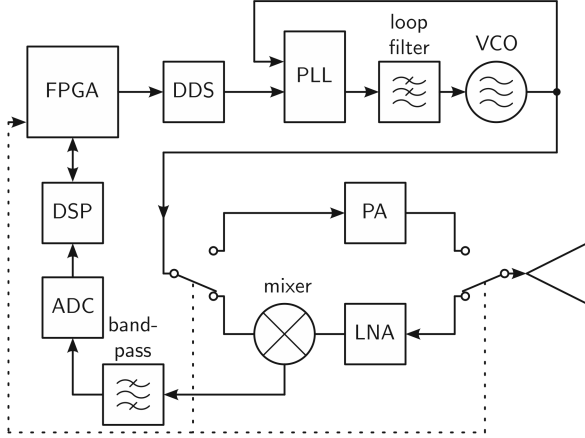 loop
filter
VCO
FPGA
DDS
PLL
DSP
PA
ADC
mixer
band-
pass
LNA